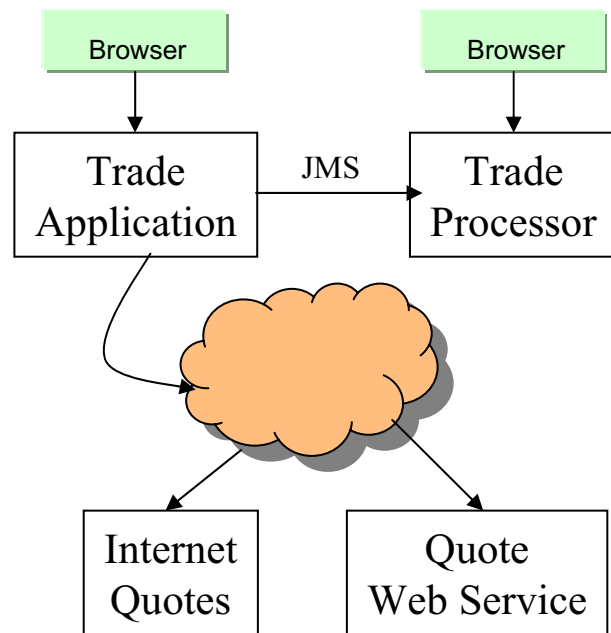 Browser
Browser
Trade
Application
JMS
Trade
Processor
Internet
Quotes
Quote
Web Service